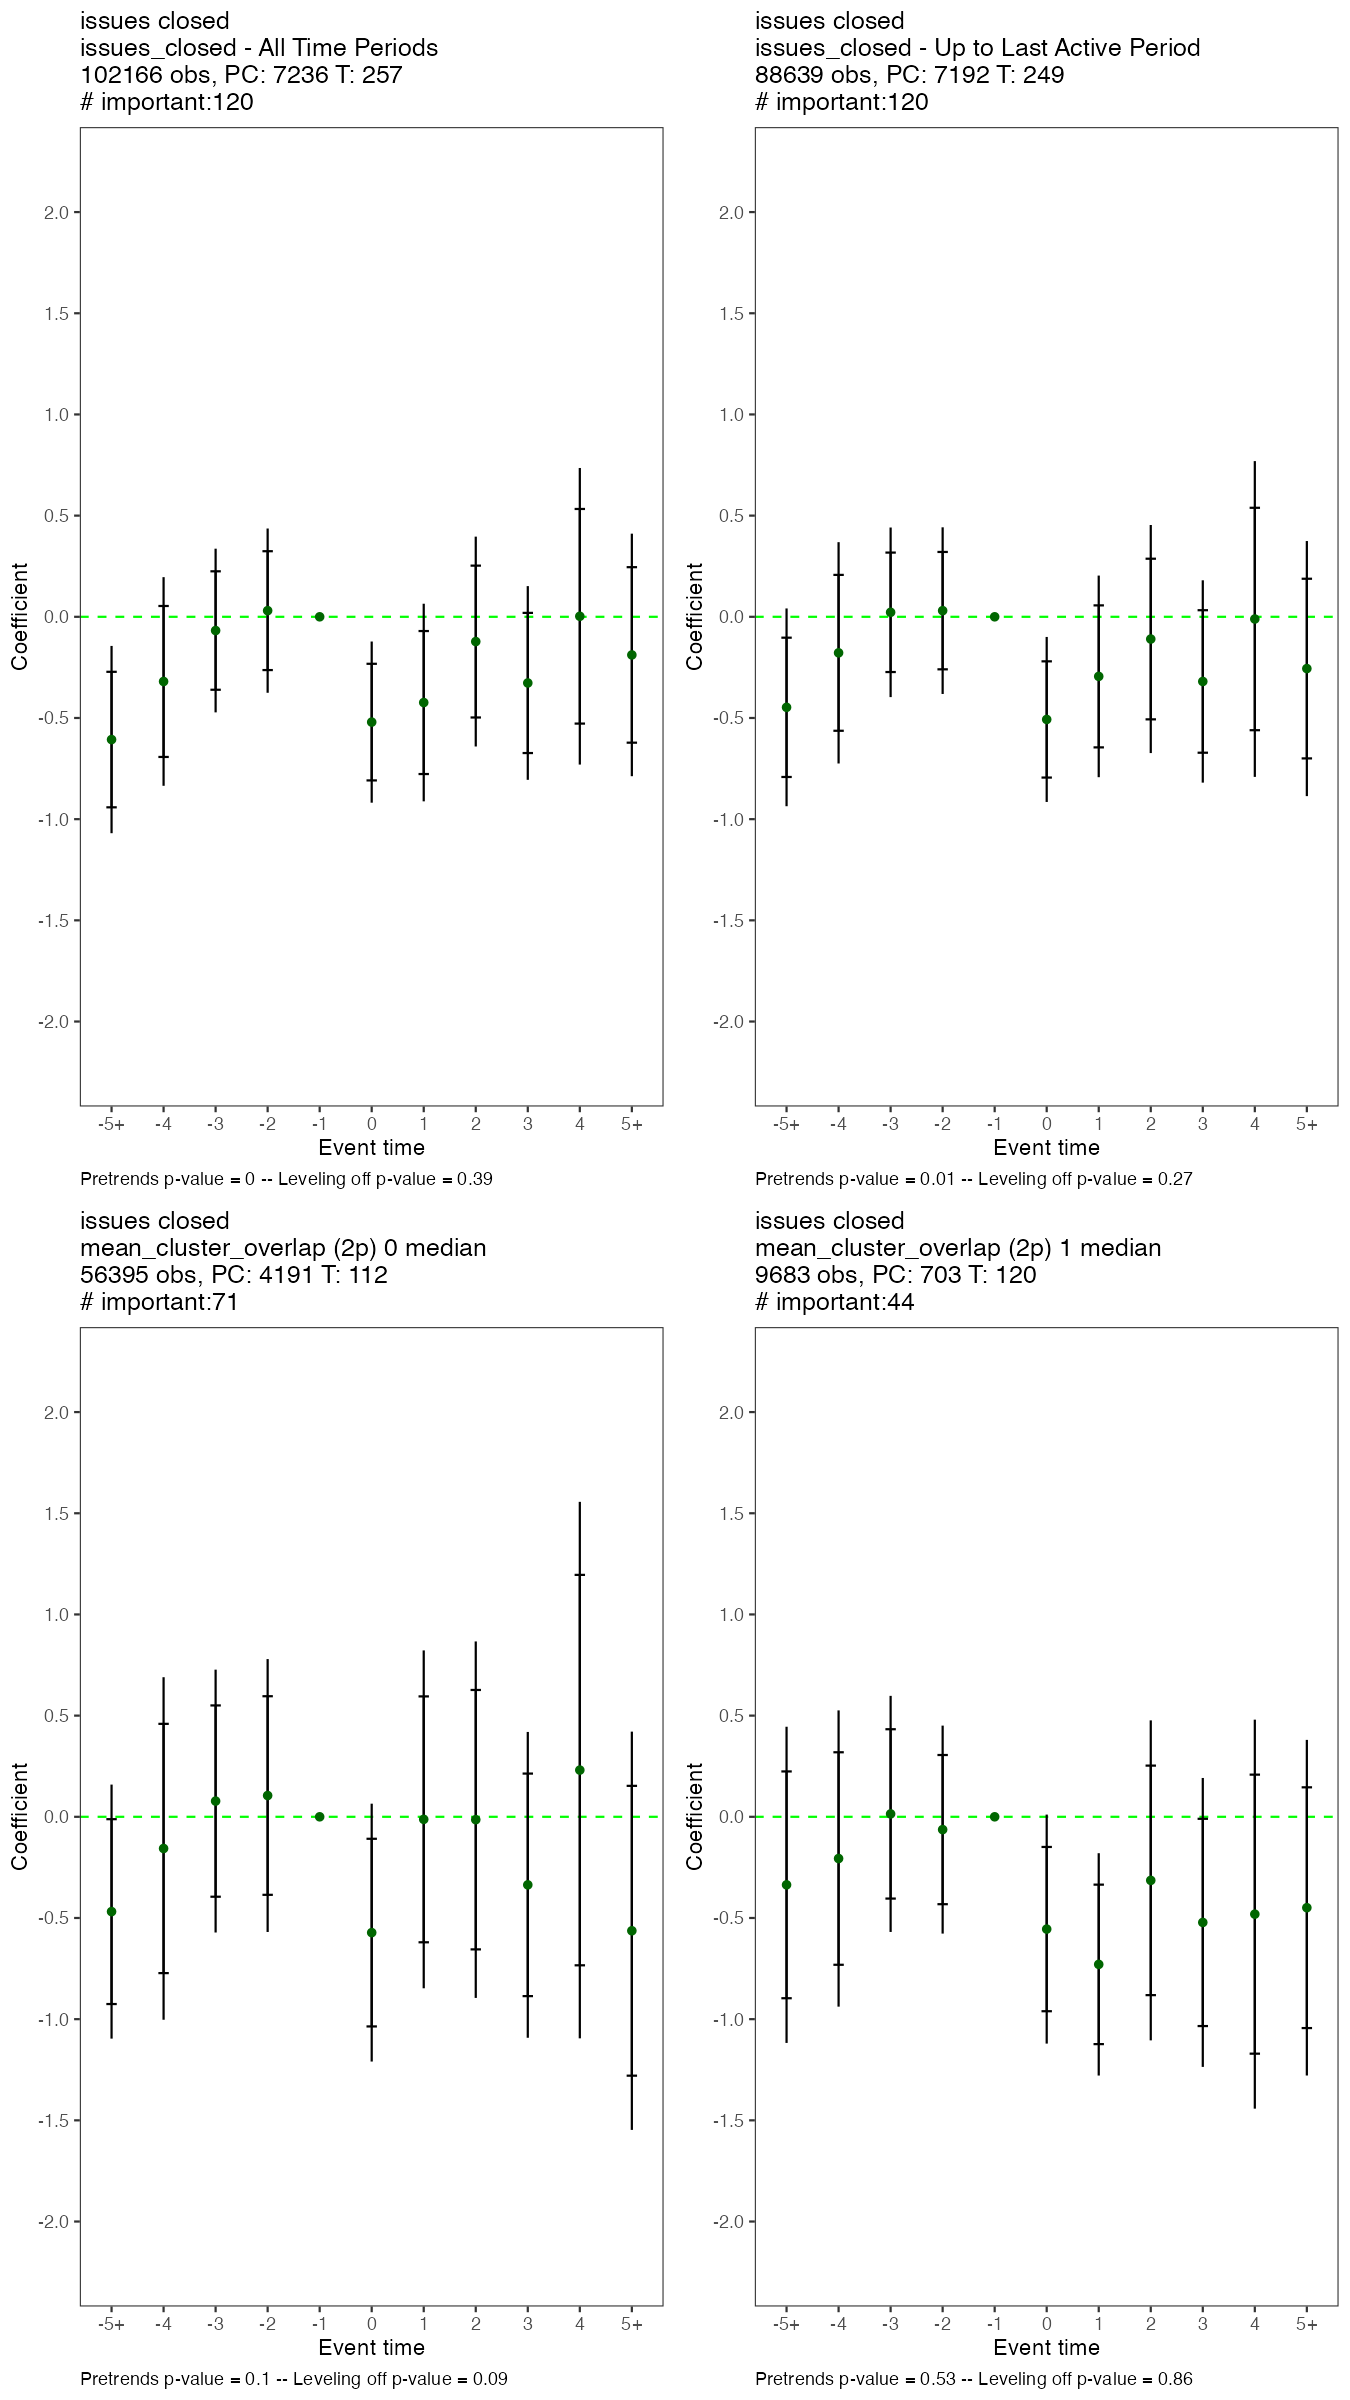 issues closed
issues_closed - All Time Periods
102166 obs, PC: 7236 T: 257
# important:120
2.0
1.5
1.0
0.5
0.0
-0.5
-1.0
-1.5
-2.0
Coefficient
-5+ -4 -3 -2 -1 0 1 2 3 4 5+
Event time
Pretrends p-value = 0 -- Leveling off p-value = 0.39
issues closed
issues_closed - Up to Last Active Period
88639 obs, PC: 7192 T: 249
# important:120
2.0
1.5
1.0
0.5
0.0
-0.5
-1.0
-1.5
-2.0
Coefficient
-5+ -4 -3 -2 -1 0 1 2 3 4 5+
Event time
Pretrends p-value = 0.01 -- Leveling off p-value = 0.27
issues closed
mean_cluster_overlap (2p) 0 median
56395 obs, PC: 4191 T: 112
# important:71
2.0
1.5
1.0
0.5
0.0
-0.5
-1.0
-1.5
-2.0
Coefficient
-5+ -4 -3 -2 -1 0 1 2 3 4 5+
Event time
Pretrends p-value = 0.1 -- Leveling off p-value = 0.09
issues closed
mean_cluster_overlap (2p) 1 median
9683 obs, PC: 703 T: 120
# important:44
2.0
1.5
1.0
0.5
0.0
-0.5
-1.0
-1.5
-2.0
Coefficient
-5+ -4 -3 -2 -1 0 1 2 3 4 5+
Event time
Pretrends p-value = 0.53 -- Leveling off p-value = 0.86